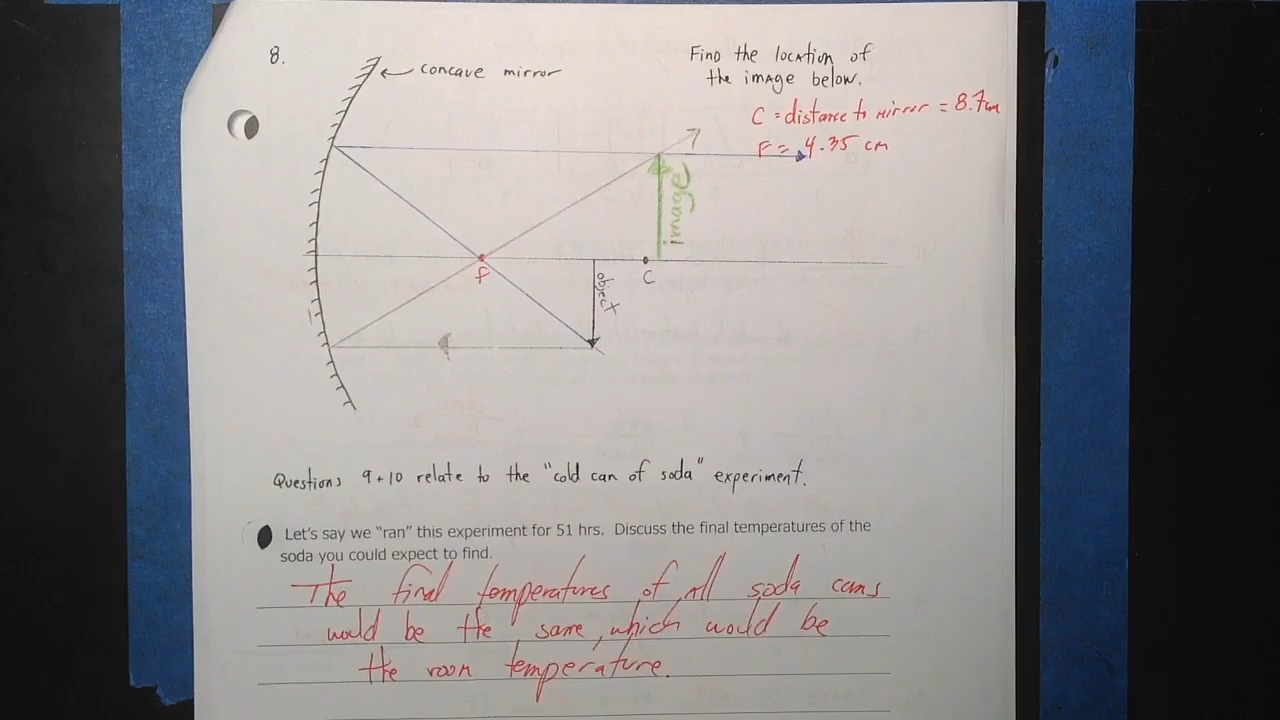 8.
concave mirror
Find the location of
the image below.
C = distance to mirror = 8.7cm
F = 4.35 cm
image
f
object
C
Questions 9+10 relate to the "cold can of soda" experiment.
Let's say we "ran" this experiment for 51 hrs. Discuss the final temperatures of the
soda you could expect to find.
The final temperatures of all soda cans
would be the same, which would be
the room temperature.